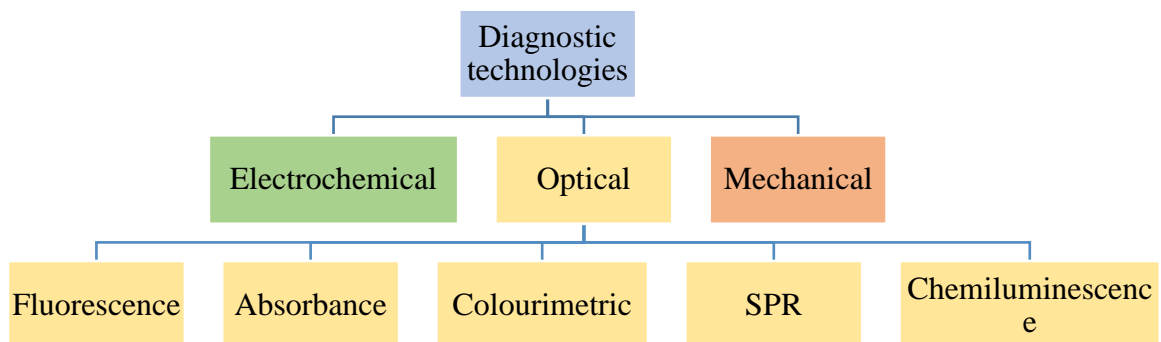 Diagnostic
technologies
Electrochemical
Optical
Mechanical
Fluorescence
Absorbance
Colourimetric
SPR
Chemiluminescenc
e